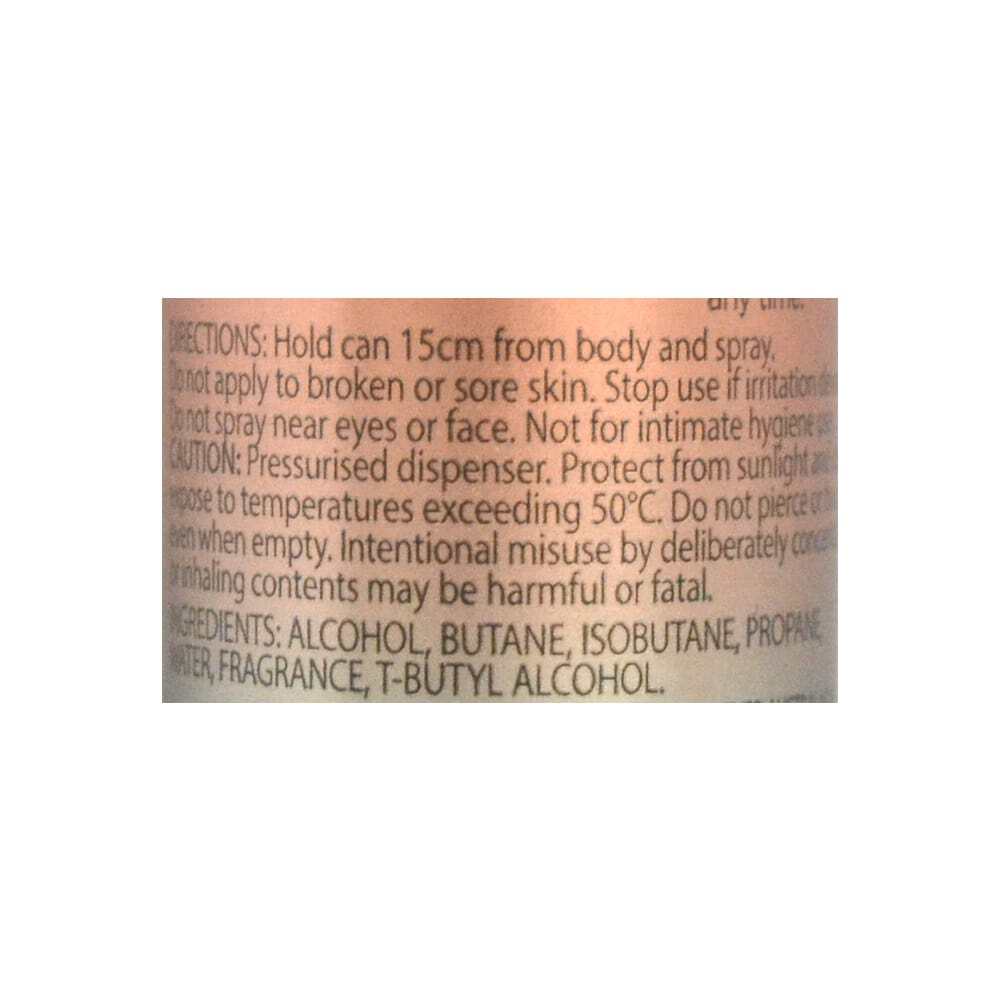 any time.
DIRECTIONS: Hold can 15cm from body and spray.
Do not apply to broken or sore skin. Stop use if irritation
Do not spray near eyes or face. Not for intimate hygiene
CAUTION: Pressurised dispenser. Protect from sunlight
expose to temperatures exceeding 50°C. Do not pierce or
even when empty. Intentional misuse by deliberately
or inhaling contents may be harmful or fatal.
INGREDIENTS: ALCOHOL, BUTANE, ISOBUTANE, PROPANE,
WATER, FRAGRANCE, T-BUTYL ALCOHOL.